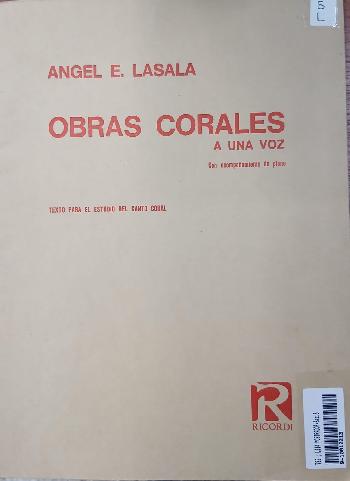 ANGEL E. LASALA
OBRAS CORALES
A UNA VOZ
Con acompañamiento de piano
TEXTO PARA EL ESTUDIO DEL CANTO CORAL
RICORDI